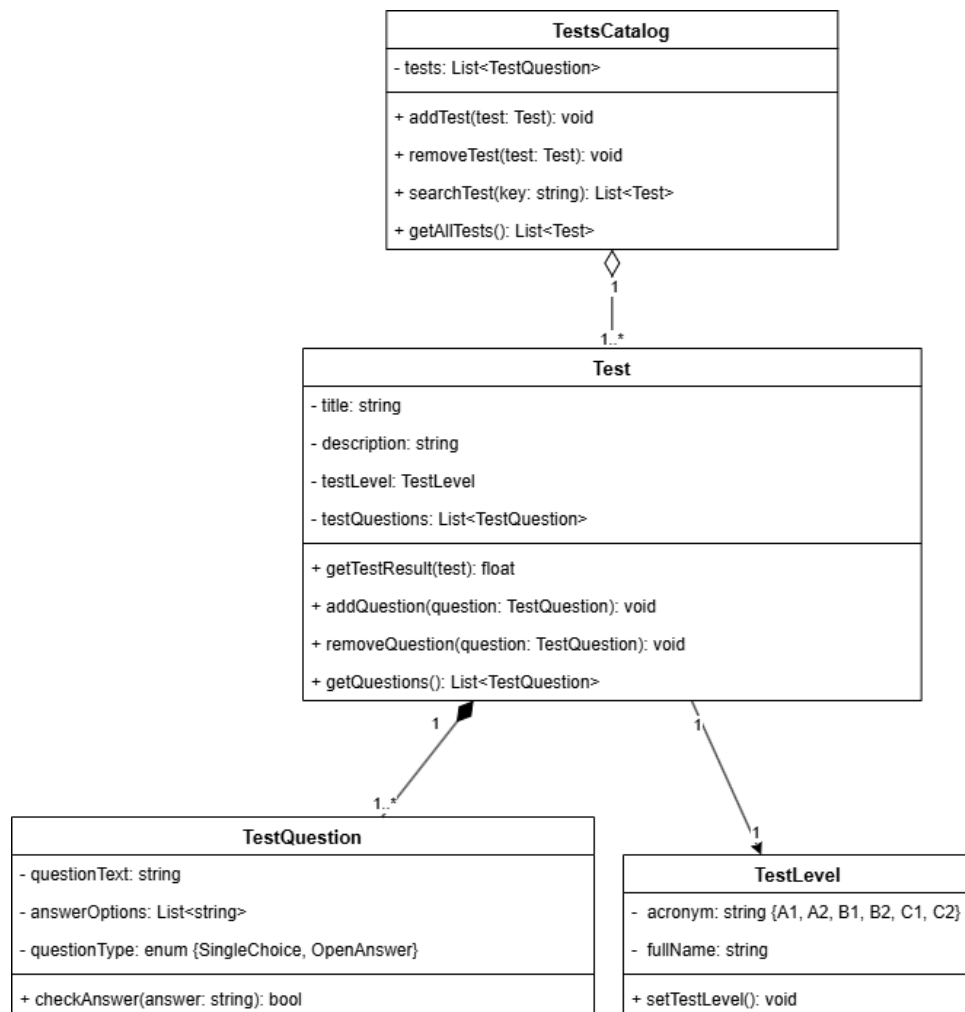 TestsCatalog
- tests: List<TestQuestion>
+ addTest(test: Test): void
+ removeTest(test: Test): void
+ searchTest(key: string): List<Test>
+ getAllTests(): List<Test>
1
1..*
Test
- title: string
- description: string
- testLevel: TestLevel
- testQuestions: List<TestQuestion>
+ getTestResult(test): float
+ addQuestion(question: TestQuestion): void
+ removeQuestion(question: TestQuestion): void
+ getQuestions(): List<TestQuestion>
1
1
1..*
1
TestQuestion
- questionText: string
- answerOptions: List<string>
- questionType: enum {SingleChoice, OpenAnswer}
+ checkAnswer(answer: string): bool
TestLevel
- acronym: string {A1, A2, B1, B2, C1, C2}
- fullName: string
+ setTestLevel(): void